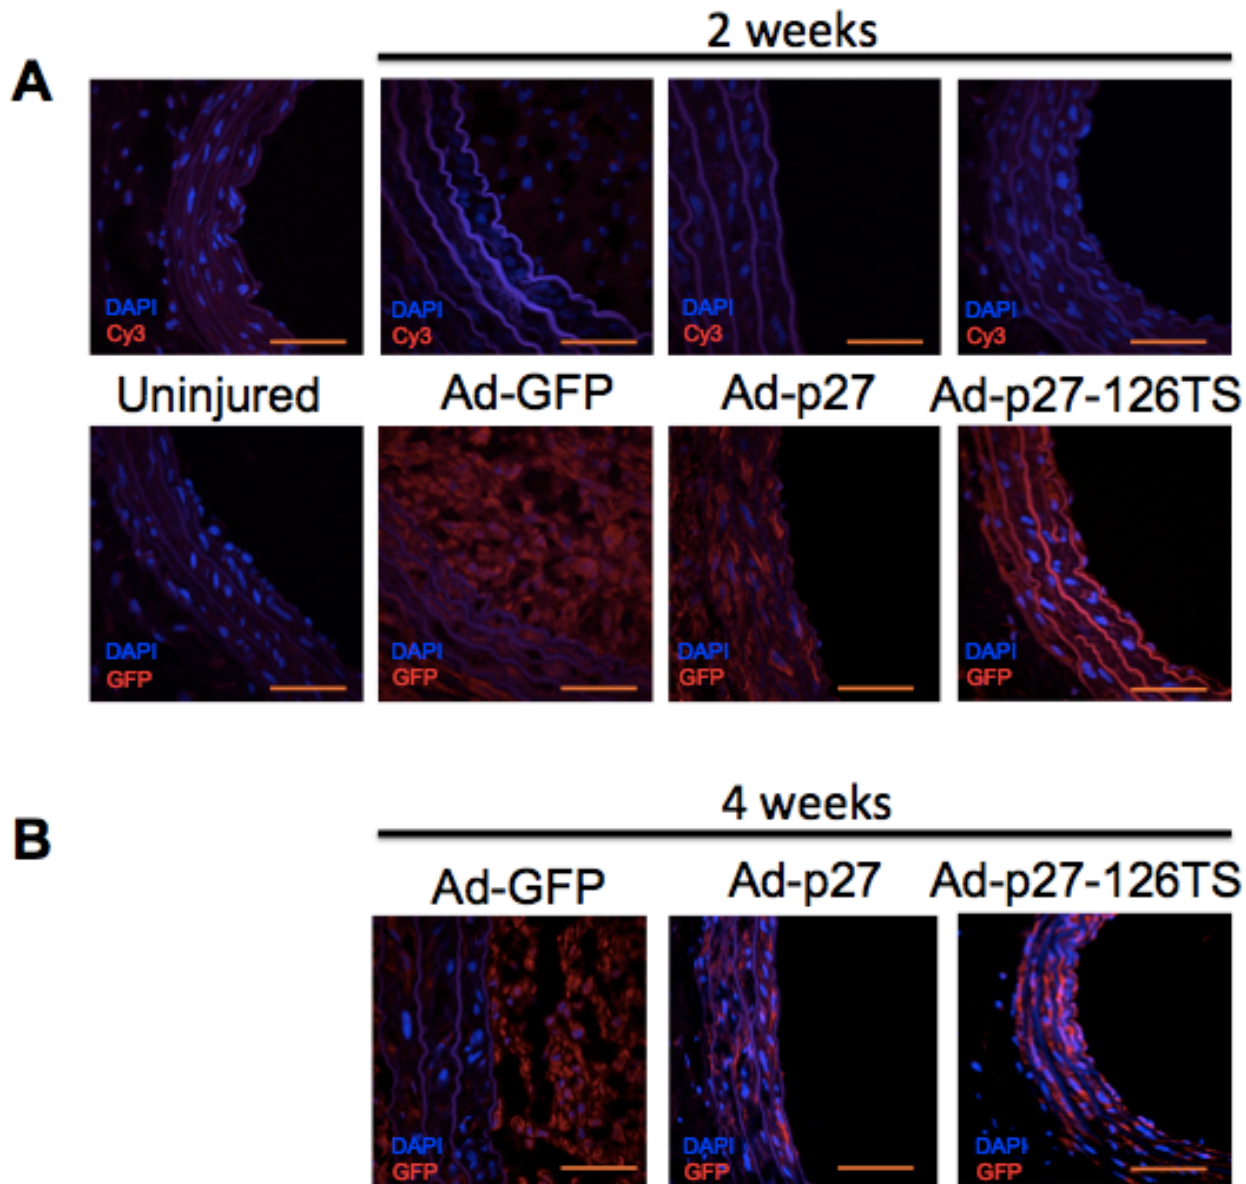 2 weeks
A
DAPI
Cy3
DAPI
Cy3
DAPI
Cy3
DAPI
Cy3
Uninjured
Ad-GFP
Ad-p27
Ad-p27-126TS
DAPI
GFP
DAPI
GFP
DAPI
GFP
DAPI
GFP
4 weeks
B
Ad-GFP
Ad-p27
Ad-p27-126TS
DAPI
GFP
DAPI
GFP
DAPI
GFP